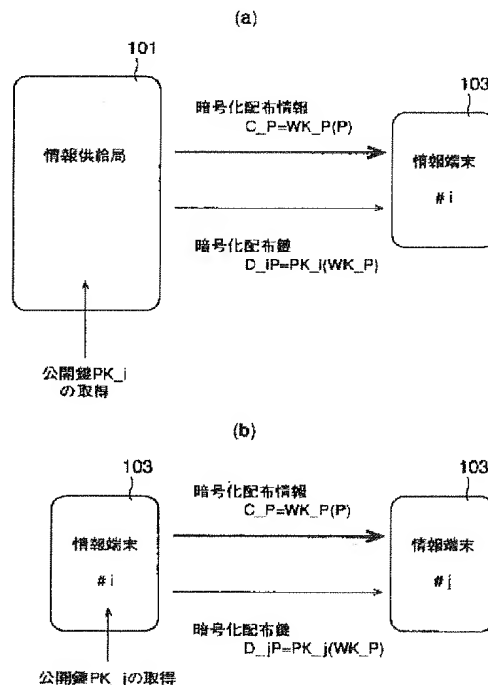 (a)
101
103
情報供給局
暗号化配布情報
C_P=WK_P(P)
情報端末
#i
暗号化配布鍵
D_iP=PK_i(WK_P)
公開鍵PK_i
の取得
(b)
103
103
暗号化配布情報
C_P=WK_P(P)
情報端末
#i
情報端末
#j
暗号化配布鍵
D_jP=PK_j(WK_P)
公開鍵PK_jの取得